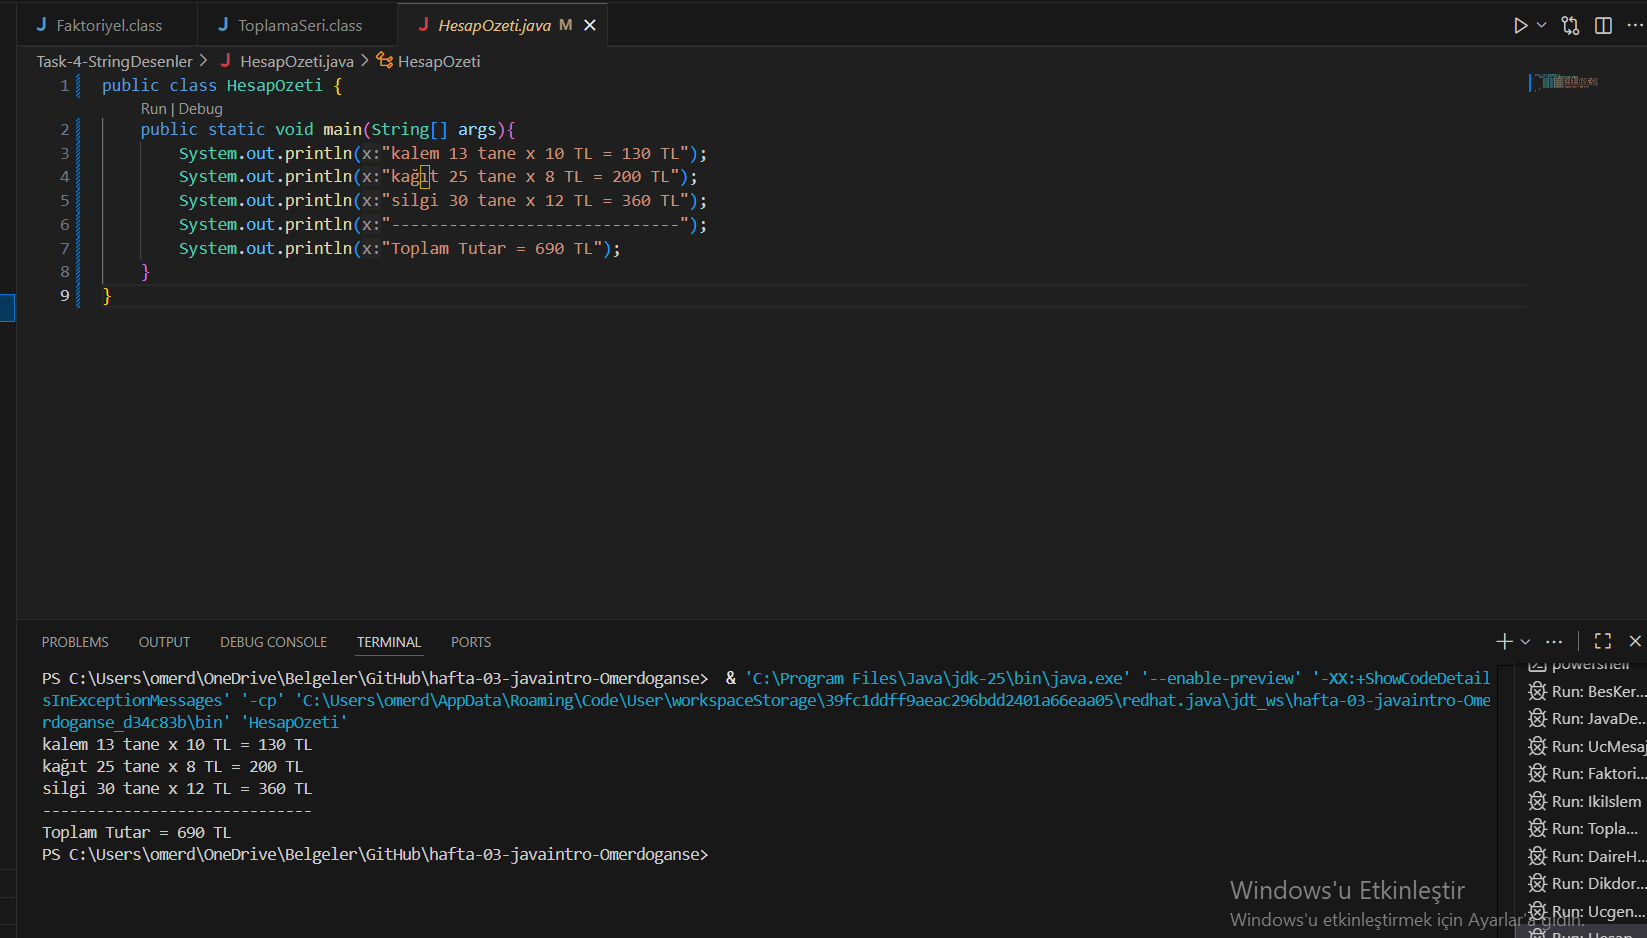 Faktoriyel.class
ToplamaSeri.class
HesapOzeti.java M
Task-4-StringDesenler > HesapOzeti.java > HesapOzeti
1 public class HesapOzeti {
Run | Debug
2 public static void main(String[] args){
3 System.out.println(x:"kalem 13 tane x 10 TL = 130 TL");
4 System.out.println(x:"kağıt 25 tane x 8 TL = 200 TL");
5 System.out.println(x:"silgi 30 tane x 12 TL = 360 TL");
6 System.out.println(x:"------------------------------");
7 System.out.println(x:"Toplam Tutar = 690 TL");
8 }
9 }
PROBLEMS OUTPUT DEBUG CONSOLE TERMINAL PORTS
PS C:\Users\omerd\OneDrive\Belgeler\GitHub\hafta-03-javaintro-Omerdoganse> & 'C:\Program Files\Java\jdk-25\bin\java.exe' '--enable-preview' '-XX:+ShowCodeDetail
sInExceptionMessages' '-cp' 'C:\Users\omerd\AppData\Roaming\Code\User\workspaceStorage\39fc1ddff9aeac296bdd2401a66eaa05\redhat.java\jdt_ws\hafta-03-javaintro-Ome
rdoganse_d34c83b\bin' 'HesapOzeti'
kalem 13 tane x 10 TL = 130 TL
kağıt 25 tane x 8 TL = 200 TL
silgi 30 tane x 12 TL = 360 TL
------------------------------
Toplam Tutar = 690 TL
PS C:\Users\omerd\OneDrive\Belgeler\GitHub\hafta-03-javaintro-Omerdoganse>
powershell
Run: BesKer...
Run: JavaDe...
Run: UcMesaj
Run: Faktori...
Run: IkiIslem
Run: Topla...
Run: DaireH...
Run: Dikdor...
Run: Ucgen...
Run: Hesap...
Windows'u Etkinleştir
Windows'u etkinleştirmek için Ayarlar'a gidin.